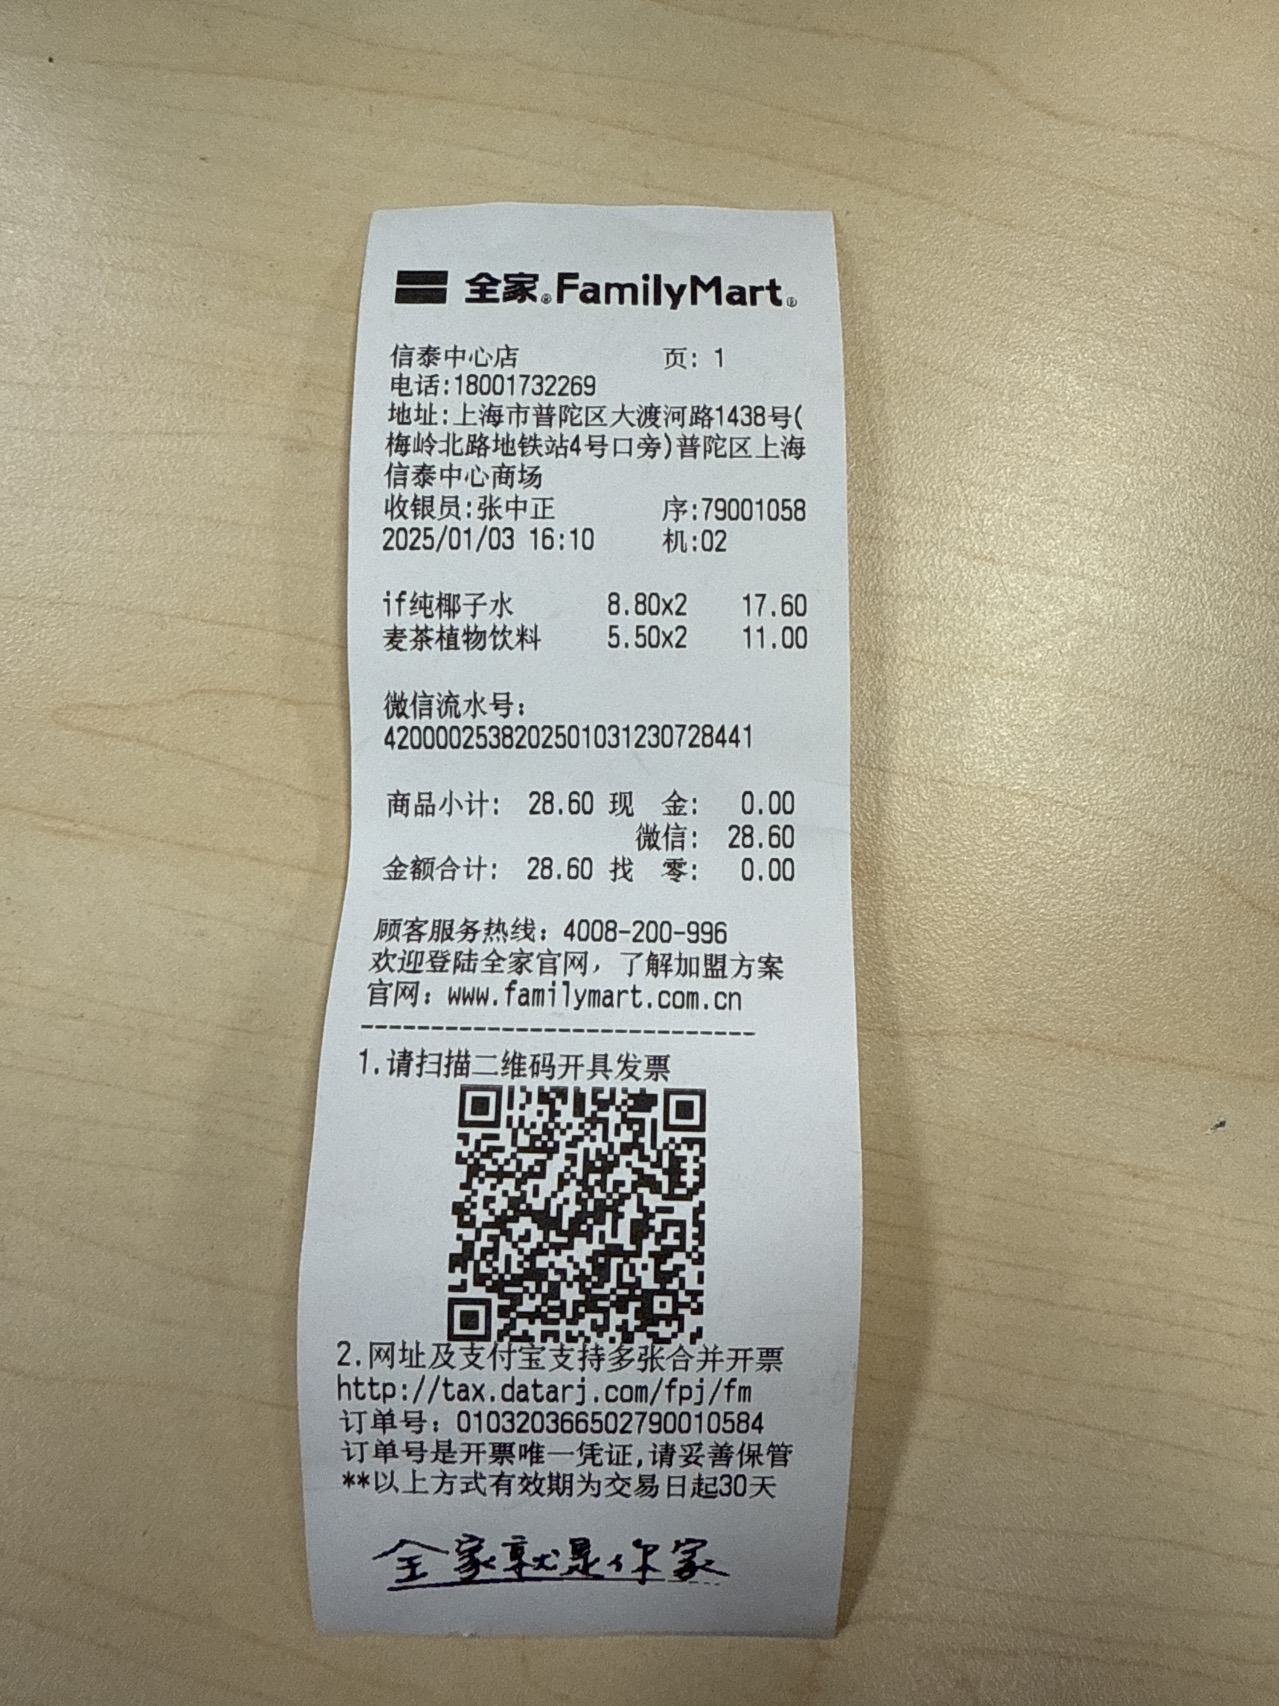 全家®FamilyMart®
信泰中心店 页: 1
电话:18001732269
地址:上海市普陀区大渡河路1438号(
梅岭北路地铁站4号口旁)普陀区上海
信泰中心商场
收银员:张中正 序:79001058
2025/01/03 16:10 机:02
if纯椰子水 8.80x2 17.60
麦茶植物饮料 5.50x2 11.00
微信流水号:
4200002538202501031230728441
商品小计: 28.60 现 金: 0.00
微信: 28.60
金额合计: 28.60 找 零: 0.00
顾客服务热线: 4008-200-996
欢迎登陆全家官网, 了解加盟方案
官网: www.familymart.com.cn
1.请扫描二维码开具发票
2.网址及支付宝支持多张合并开票
http://tax.datarj.com/fpj/fm
订单号: 010320366502790010584
订单号是开票唯一凭证,请妥善保管
**以上方式有效期为交易日起30天
全家就是你家